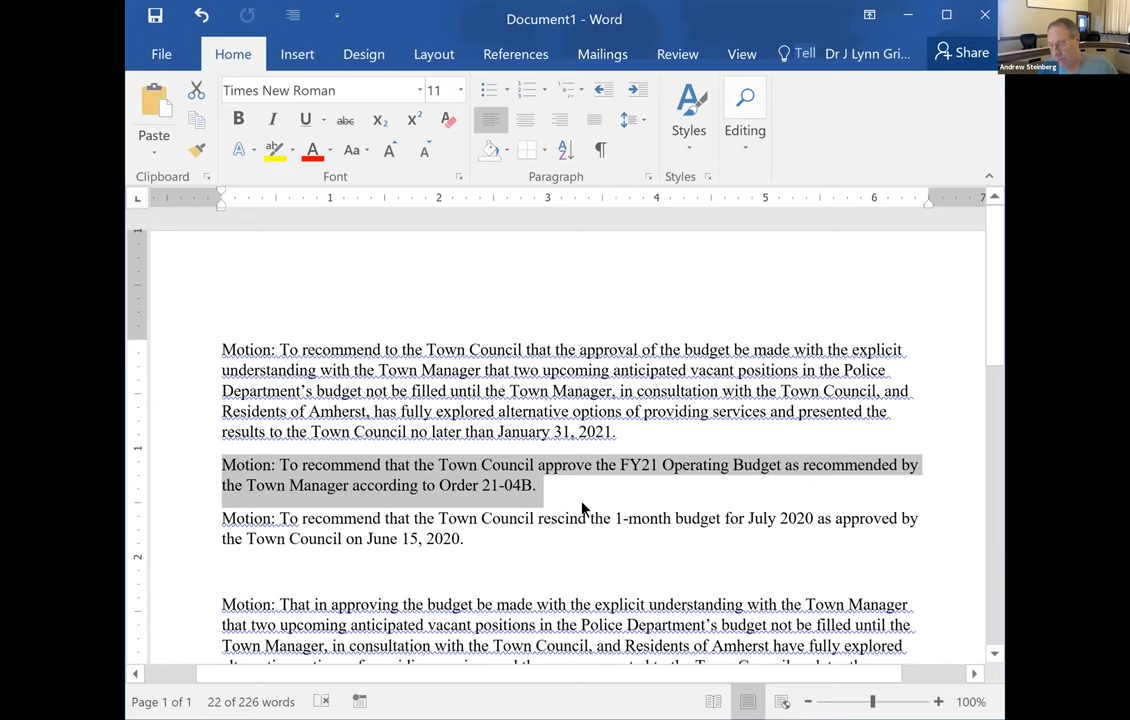 Document1 - Word
File Home Insert Design Layout References Mailings Review View Tell Dr J Lynn Gri... Share
Andrew Steinberg
Times New Roman 11
Paste
Styles
Editing
Clipboard Font Paragraph Styles
1 2 3 4 5 6 7
Motion: To recommend to the Town Council that the approval of the budget be made with the explicit
understanding with the Town Manager that two upcoming anticipated vacant positions in the Police
Department's budget not be filled until the Town Manager, in consultation with the Town Council, and
Residents of Amherst, has fully explored alternative options of providing services and presented the
results to the Town Council no later than January 31, 2021.
Motion: To recommend that the Town Council approve the FY21 Operating Budget as recommended by
the Town Manager according to Order 21-04B.
Motion: To recommend that the Town Council rescind the 1-month budget for July 2020 as approved by
the Town Council on June 15, 2020.
Motion: That in approving the budget be made with the explicit understanding with the Town Manager
that two upcoming anticipated vacant positions in the Police Department's budget not be filled until the
Town Manager, in consultation with the Town Council, and Residents of Amherst have fully explored
Page 1 of 1 22 of 226 words 100%